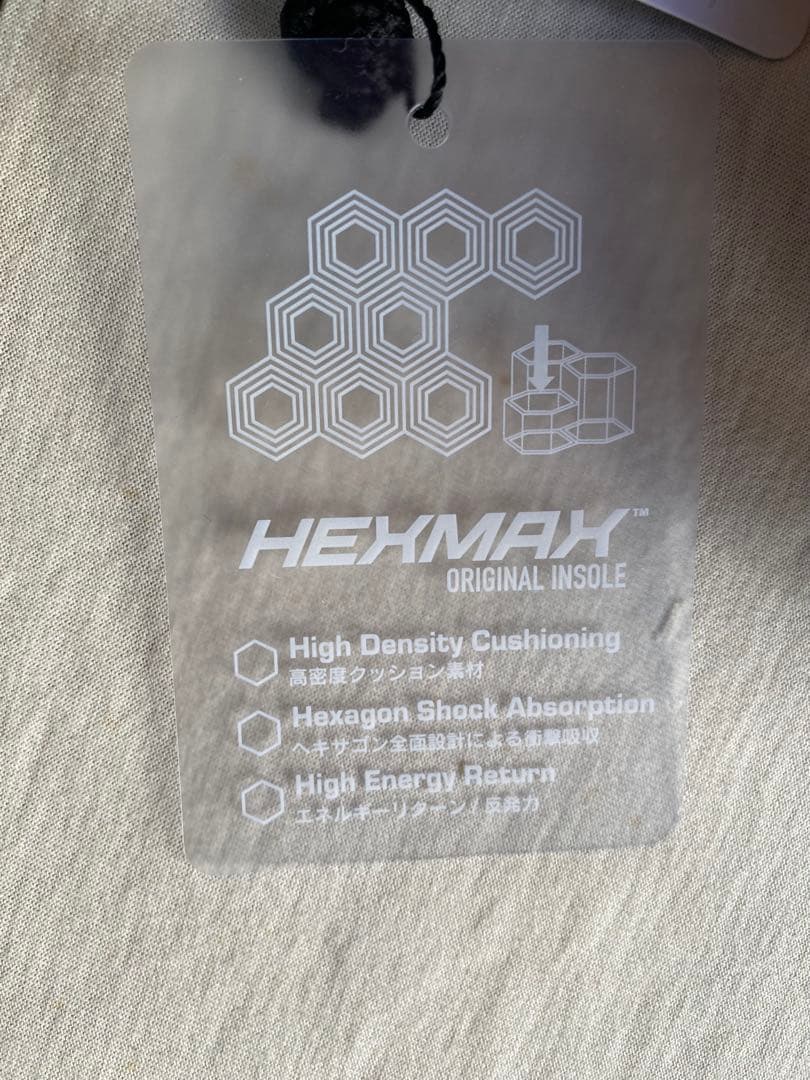 HEXMAX™
ORIGINAL INSOLE
High Density Cushioning
高密度クッション素材
Hexagon Shock Absorption
ヘキサゴン全面設計による衝撃吸収
High Energy Return
エネルギーリターン/反発力